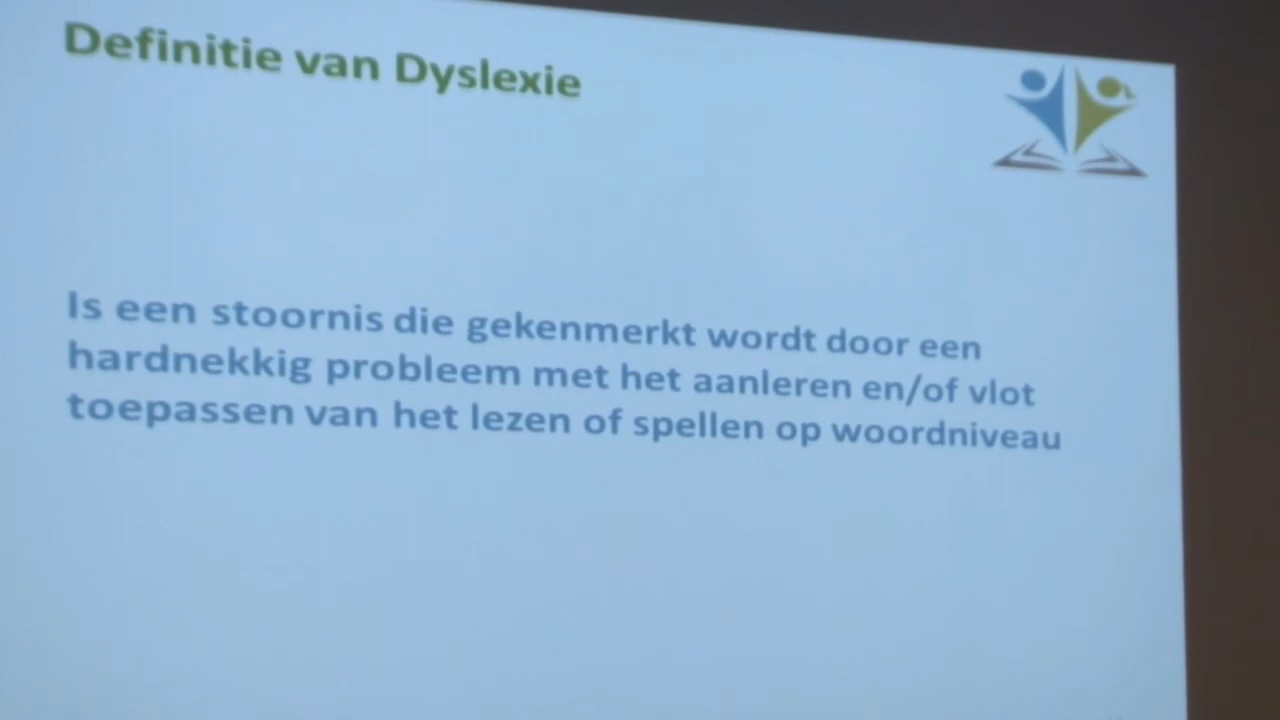 Definitie van Dyslexie
Is een stoornis die gekenmerkt wordt door een
hardnekkig probleem met het aanleren en/of vlot
toepassen van het lezen of spellen op woordniveau